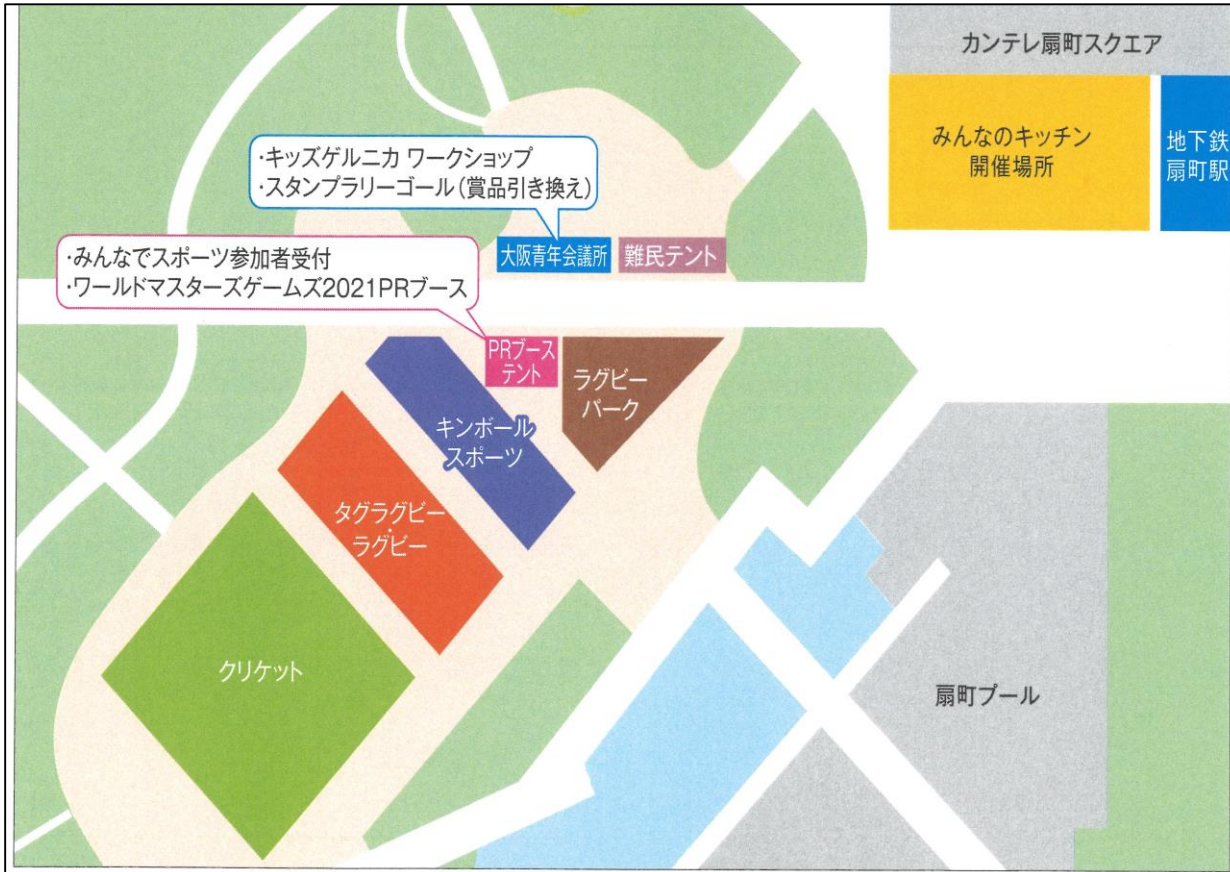 カンテレ扇町スクエア
みんなのキッチン
開催場所
地下鉄
扇町駅
・キッズゲルニカ ワークショップ
・スタンプラリーゴール(賞品引き換え)
大阪青年会議所
難民テント
・みんなでスポーツ参加者受付
・ワールドマスターズゲームズ2021PRブース
PRブース
テント
ラグビー
パーク
キンボール
スポーツ
タグラグビー
・
ラグビー
クリケット
扇町プール